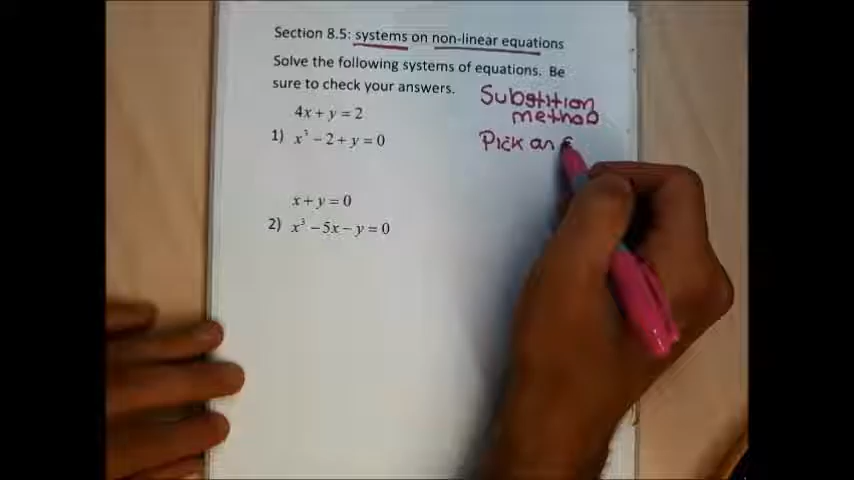 Section 8.5: systems on non-linear equations
Solve the following systems of equations. Be
sure to check your answers.
Substition
method
4x + y = 2
1) x³ − 2 + y = 0
Pick an
x + y = 0
2) x³ − 5x − y = 0